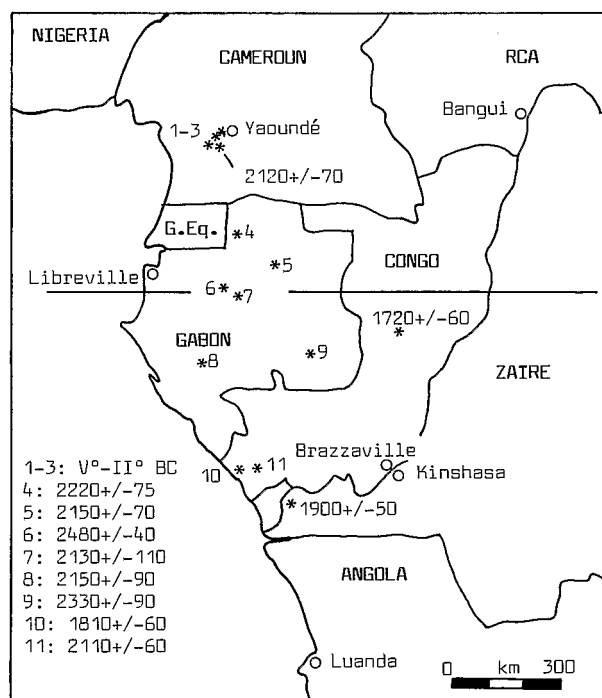 NIGERIA
CAMEROUN
RCA
Bangui
1-3
Yaoundé
2120+/-70
G.Eq.
4
5
CONGO
Libreville
6
7
1720+/-60
GABON
8
9
ZAIRE
Brazzaville
10
11
Kinshasa
1900+/-50
1-3: V°-II° BC
4: 2220+/-75
5: 2150+/-70
6: 2480+/-40
7: 2130+/-110
8: 2150+/-90
9: 2330+/-90
10: 1810+/-60
11: 2110+/-60
ANGOLA
Luanda
0 km 300